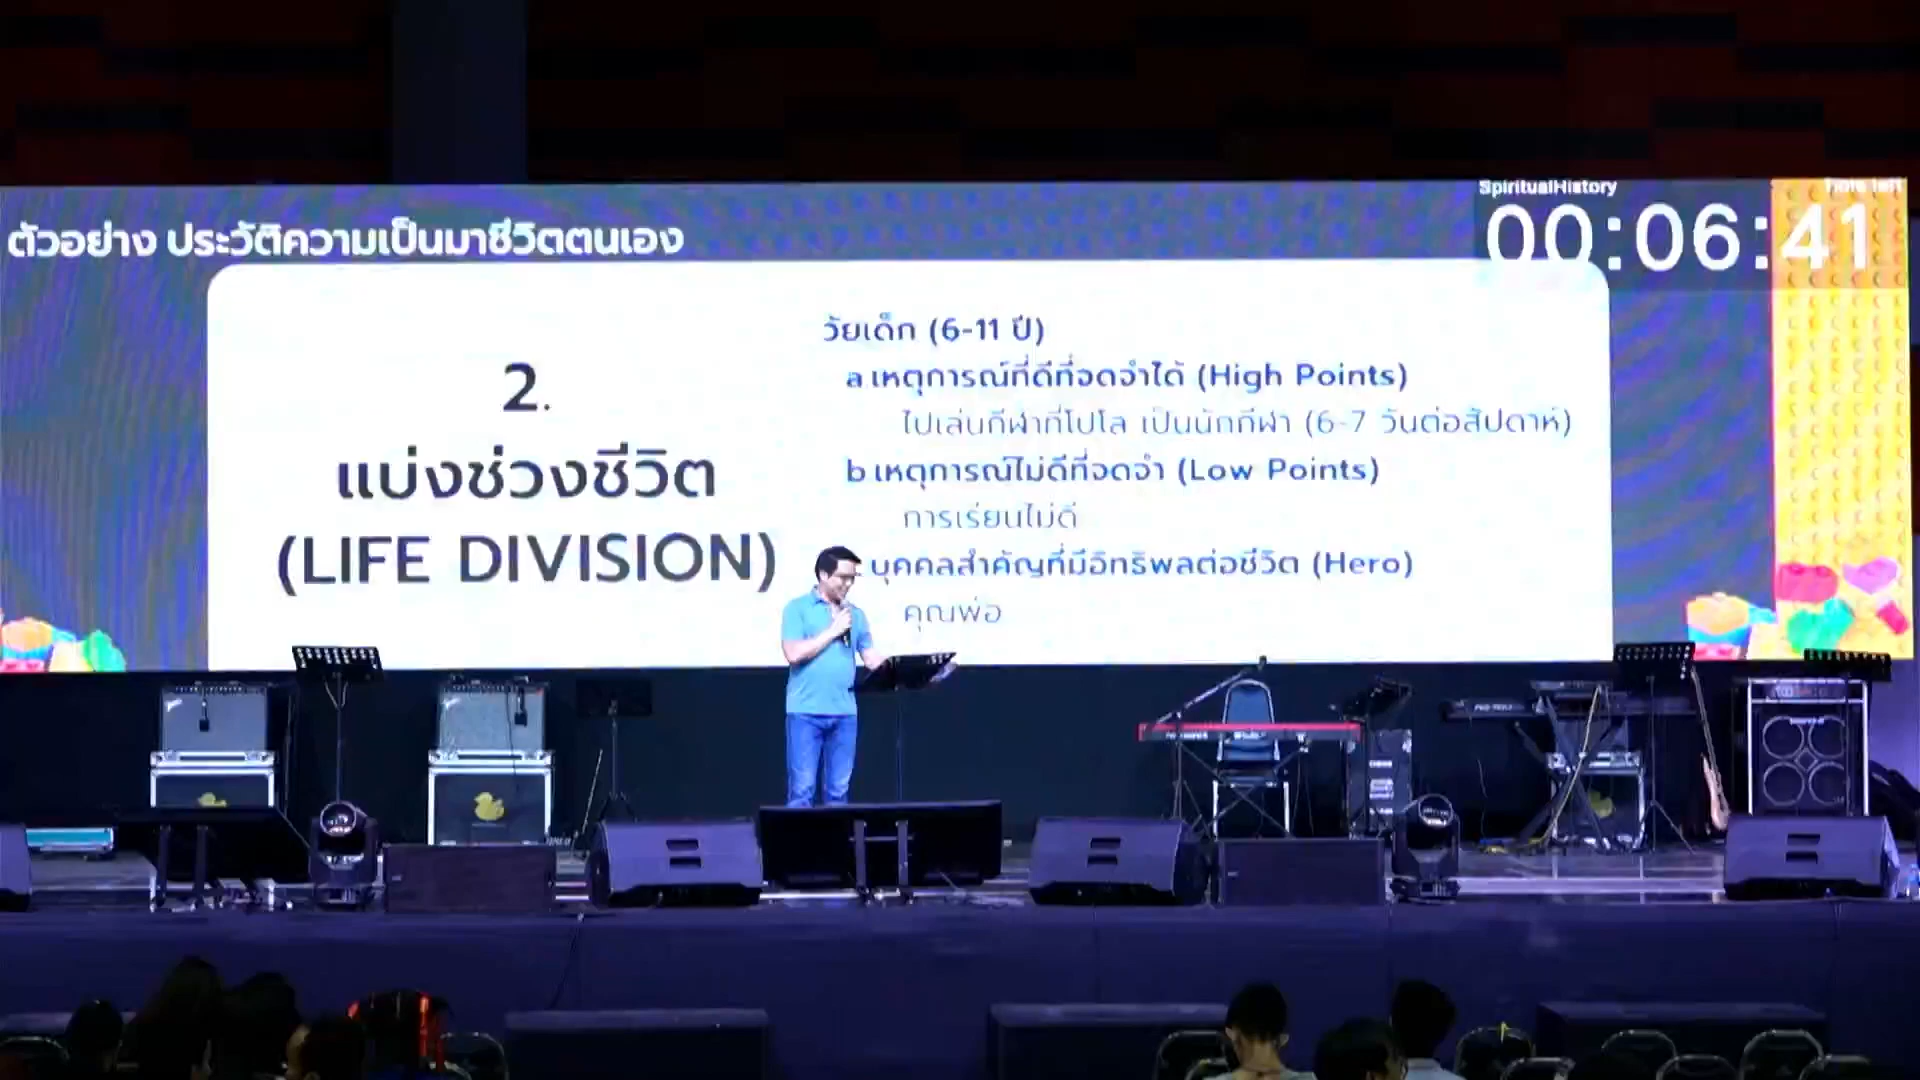 SpiritualHistory
Time left
00:06:41
ตัวอย่าง ประวัติความเป็นมาชีวิตตนเอง
2.
แบ่งช่วงชีวิต
(LIFE DIVISION)
วัยเด็ก (6-11 ปี)
a เหตุการณ์ที่ดีที่จดจำได้ (High Points)
ไปเล่นกีฬาที่โปโล เป็นนักกีฬา (6-7 วันต่อสัปดาห์)
b เหตุการณ์ไม่ดีที่จดจำ (Low Points)
การเรียนไม่ดี
บุคคลสำคัญที่มีอิทธิพลต่อชีวิต (Hero)
คุณพ่อ